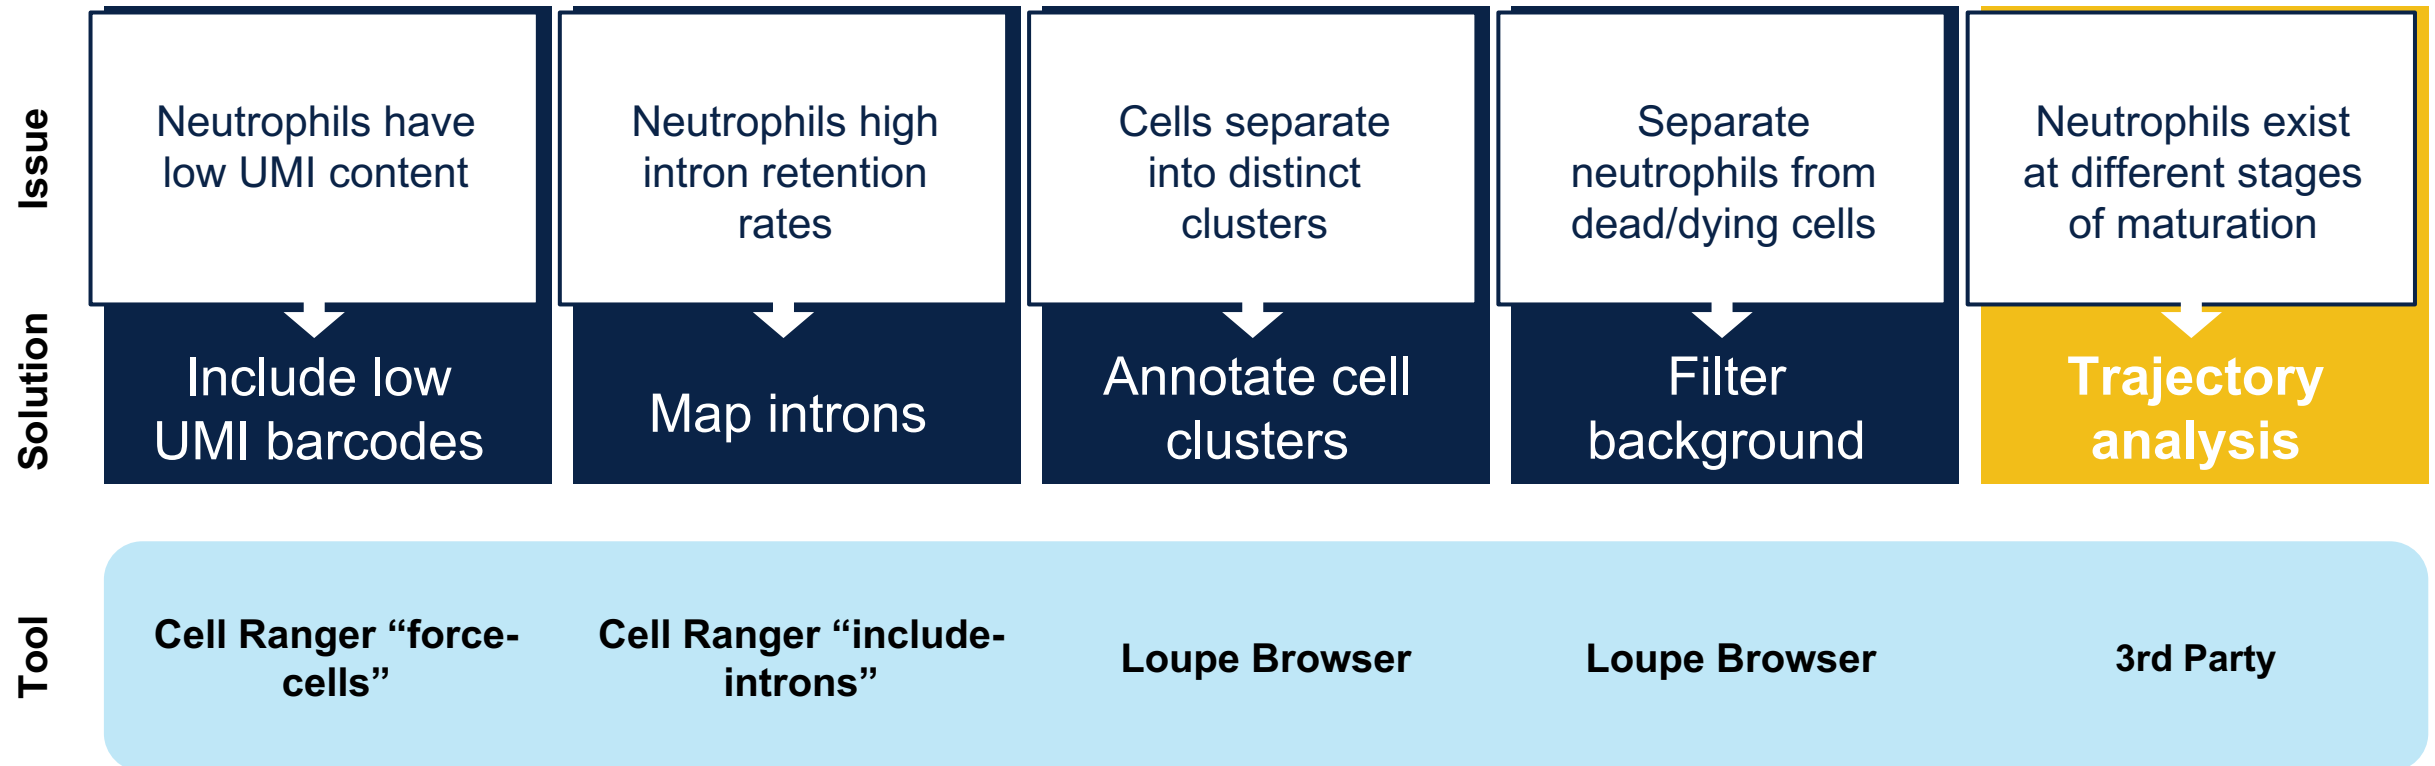 Issue
Neutrophils have
low UMI content
Neutrophils high
intron retention
rates
Cells separate
into distinct
clusters
Separate
neutrophils from
dead/dying cells
Neutrophils exist
at different stages
of maturation
Solution
Include low
UMI barcodes
Map introns
Annotate cell
clusters
Filter
background
Trajectory
analysis
Tool
Cell Ranger “force-
cells”
Cell Ranger “include-
introns”
Loupe Browser
Loupe Browser
3rd Party